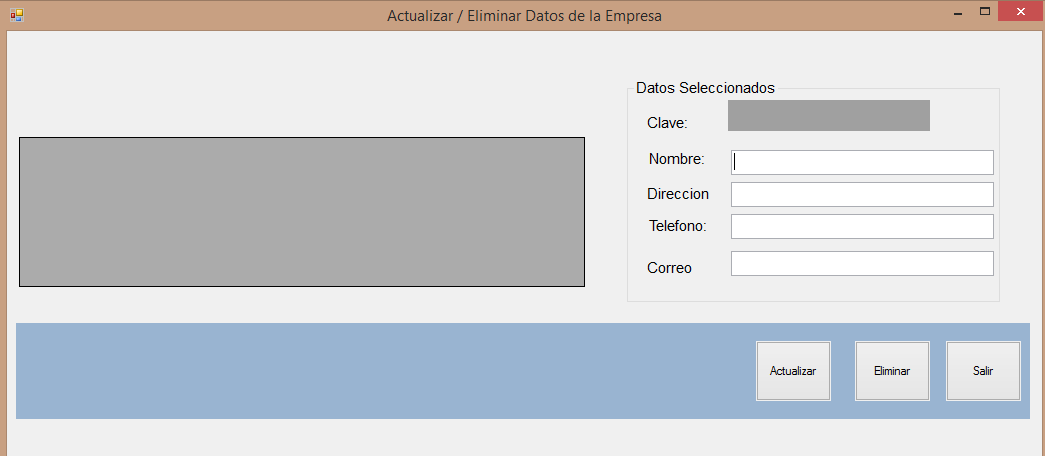 Actualizar / Eliminar Datos de la Empresa
Datos Seleccionados
Clave:
Nombre:
Direccion
Telefono:
Correo
Actualizar
Eliminar
Salir